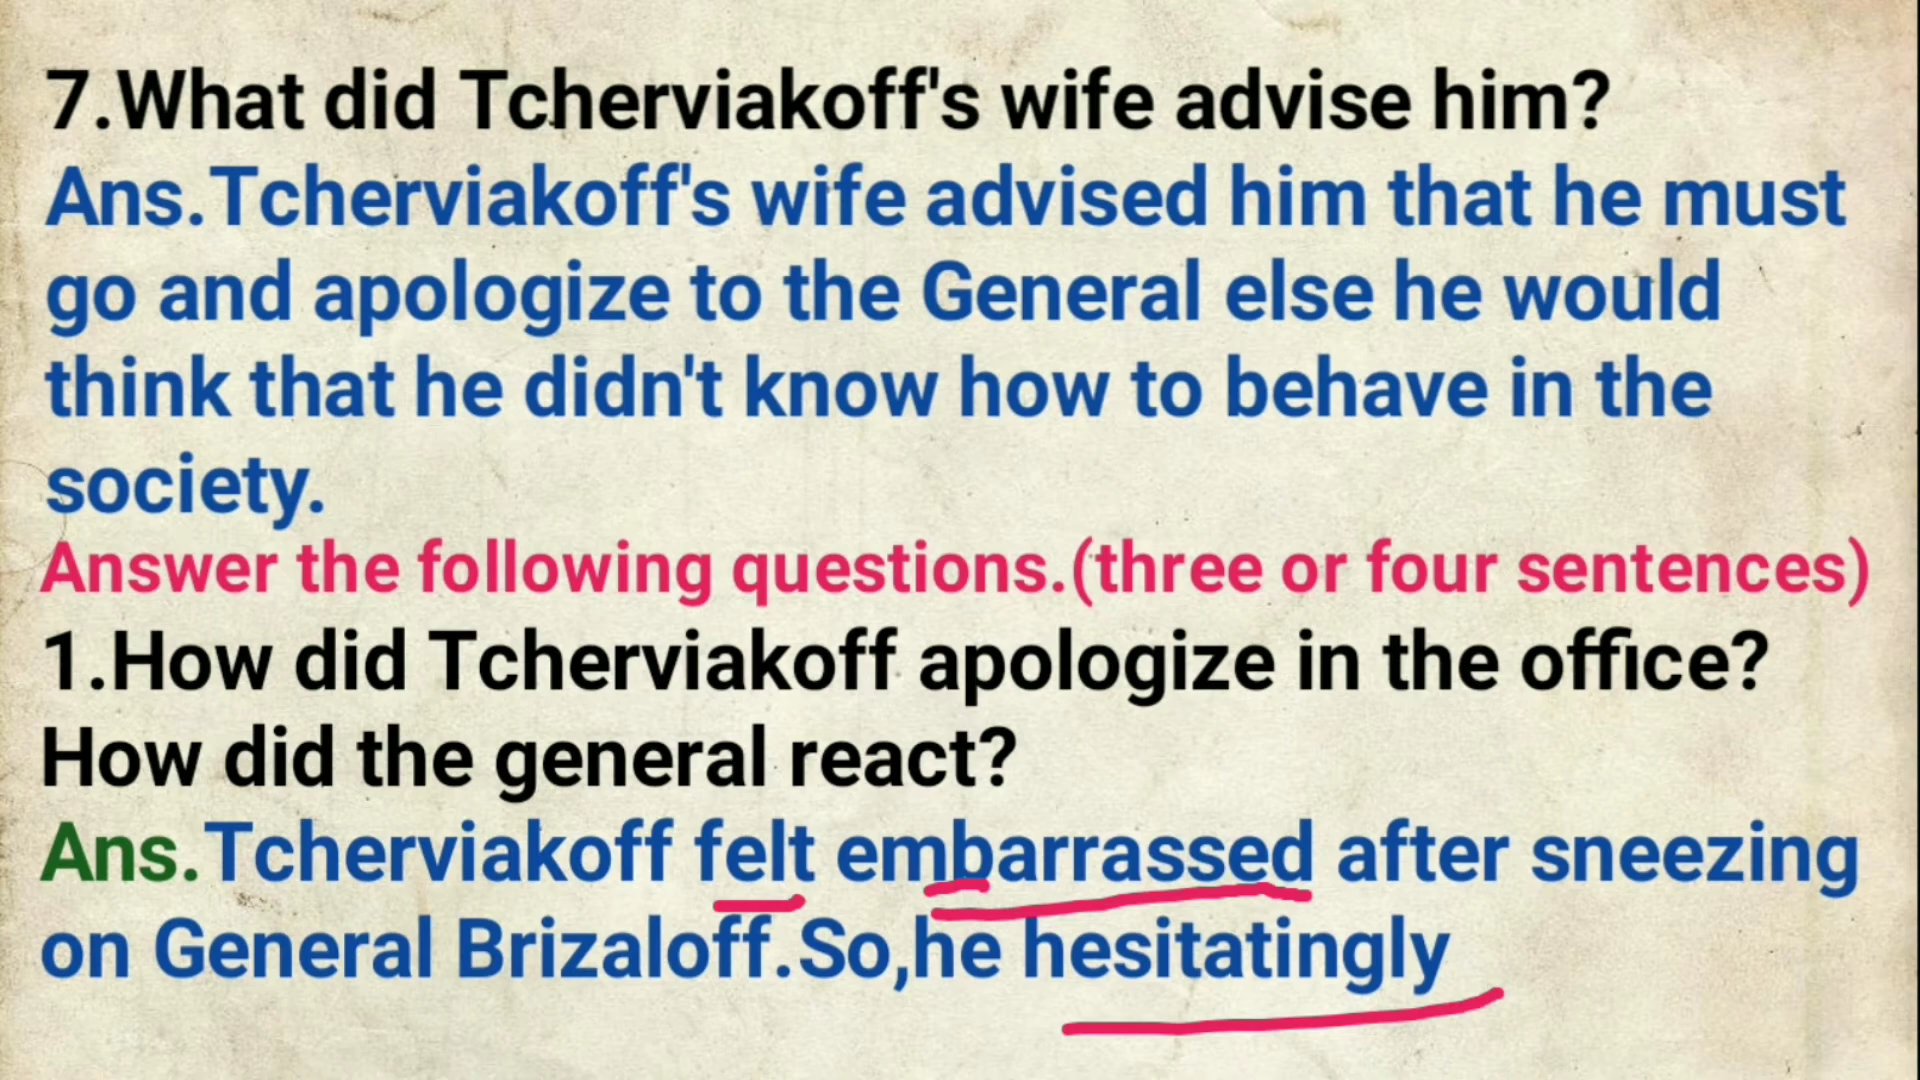 7.What did Tcherviakoff's wife advise him?
Ans.Tcherviakoff's wife advised him that he must
go and apologize to the General else he would
think that he didn't know how to behave in the
society.
Answer the following questions.(three or four sentences)
1.How did Tcherviakoff apologize in the office?
How did the general react?
Ans.Tcherviakoff felt embarrassed after sneezing
on General Brizaloff.So,he hesitatingly